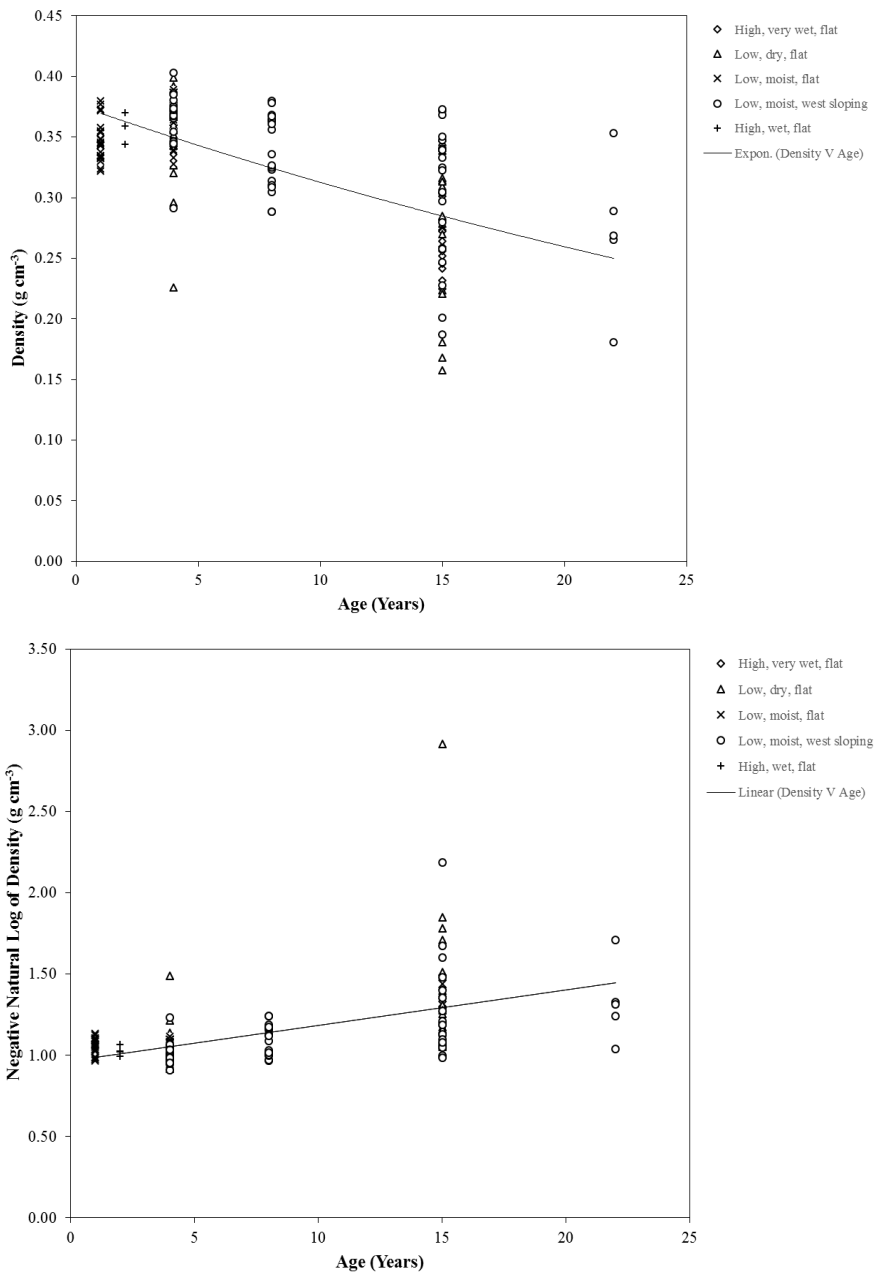 0.45
0.40
0.35
0.30
0.25
0.20
0.15
0.10
0.05
0.00
0 5 10 15 20 25
Density (g cm-3)
Age (Years)
High, very wet, flat
Low, dry, flat
Low, moist, flat
Low, moist, west sloping
High, wet, flat
Expon. (Density V Age)
3.50
3.00
2.50
2.00
1.50
1.00
0.50
0.00
0 5 10 15 20 25
Negative Natural Log of Density (g cm-3)
Age (Years)
High, very wet, flat
Low, dry, flat
Low, moist, flat
Low, moist, west sloping
High, wet, flat
Linear (Density V Age)